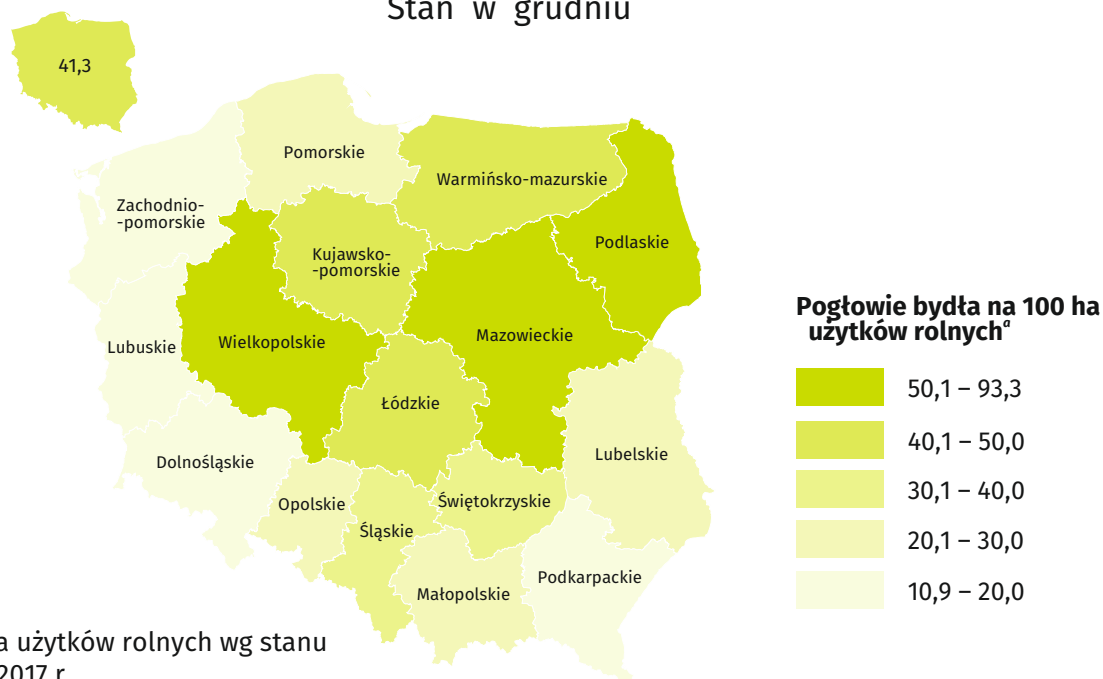 Stan w grudniu
41,3
Pomorskie
Warmińsko-mazurskie
Zachodnio-
-pomorskie
Podlaskie
Kujawsko-
-pomorskie
Mazowieckie
Wielkopolskie
Lubuskie
Łódzkie
Lubelskie
Dolnośląskie
Świętokrzyskie
Opolskie
Śląskie
Podkarpackie
Małopolskie
Pogłowie bydła na 100 ha
użytków rolnychᵃ
50,1 – 93,3
40,1 – 50,0
30,1 – 40,0
20,1 – 30,0
10,9 – 20,0
a użytków rolnych wg stanu
2017 r